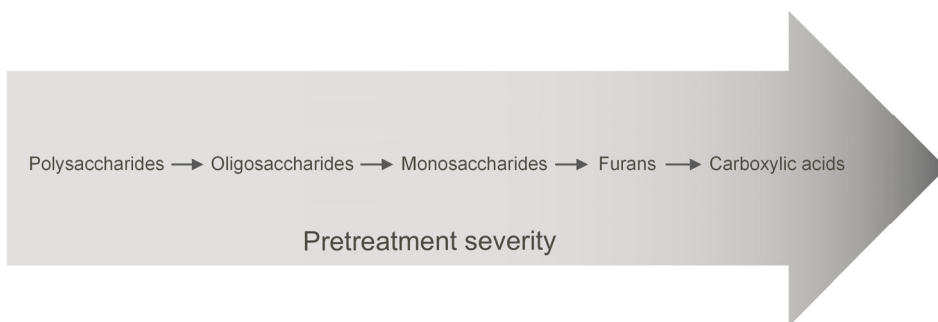 Polysaccharides → Oligosaccharides → Monosaccharides → Furans → Carboxylic acids
Pretreatment severity